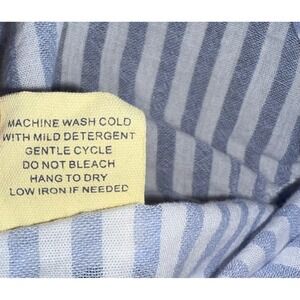 MACHINE WASH COLD
WITH MILD DETERGENT
GENTLE CYCLE
DO NOT BLEACH
HANG TO DRY
LOW IRON IF NEEDED